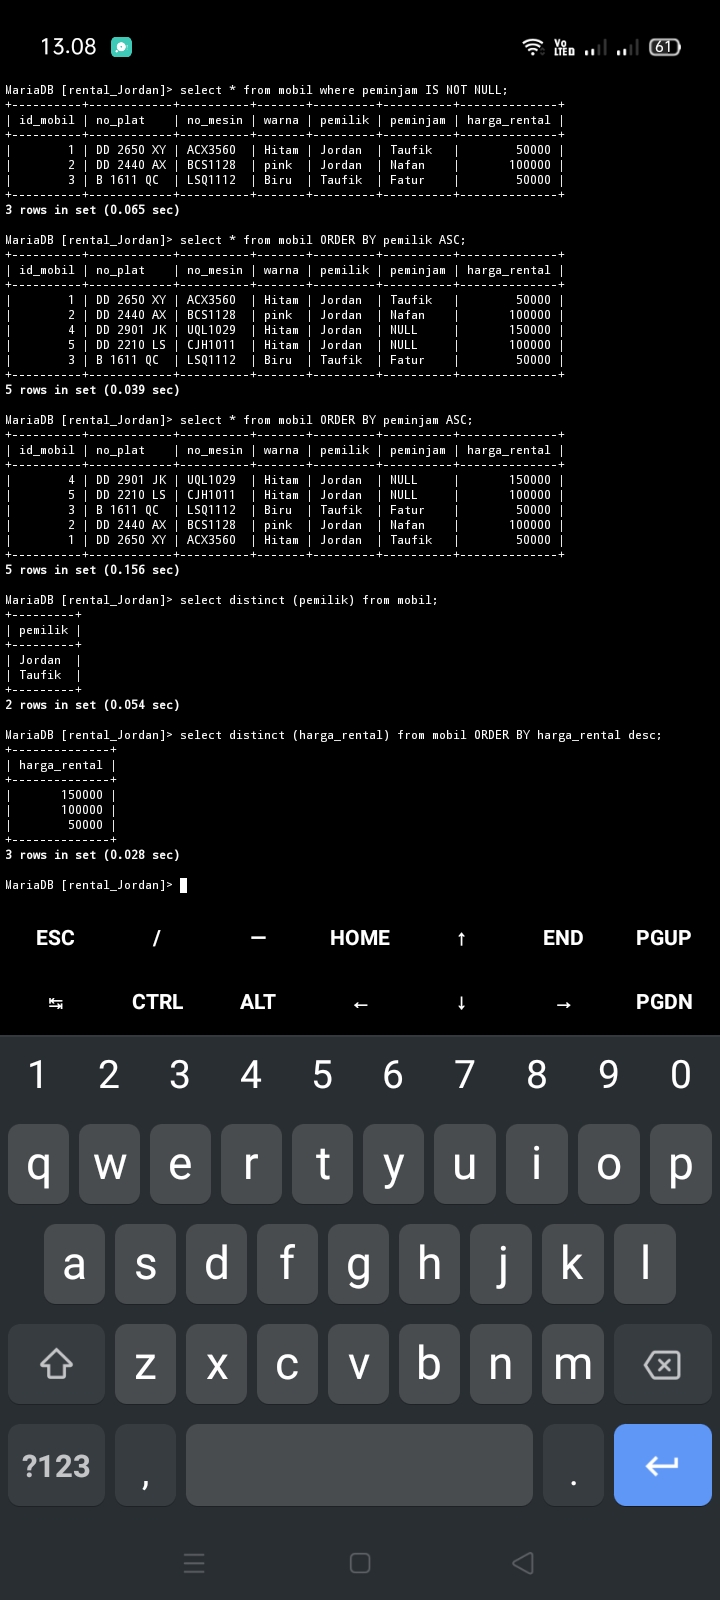 13.08
Vo LTE D
61
MariaDB [rental_Jordan]> select * from mobil where peminjam IS NOT NULL;
+----------+------------+----------+-------+---------+----------+--------------+
| id_mobil | no_plat    | no_mesin | warna | pemilik | peminjam | harga_rental |
+----------+------------+----------+-------+---------+----------+--------------+
|        1 | DD 2650 XY | ACX3560  | Hitam | Jordan  | Taufik   |        50000 |
|        2 | DD 2440 AX | BCS1128  | pink  | Jordan  | Nafan    |       100000 |
|        3 | B 1611 QC  | LSQ1112  | Biru  | Taufik  | Fatur    |        50000 |
+----------+------------+----------+-------+---------+----------+--------------+
3 rows in set (0.065 sec)
MariaDB [rental_Jordan]> select * from mobil ORDER BY pemilik ASC;
+----------+------------+----------+-------+---------+----------+--------------+
| id_mobil | no_plat    | no_mesin | warna | pemilik | peminjam | harga_rental |
+----------+------------+----------+-------+---------+----------+--------------+
|        1 | DD 2650 XY | ACX3560  | Hitam | Jordan  | Taufik   |        50000 |
|        2 | DD 2440 AX | BCS1128  | pink  | Jordan  | Nafan    |       100000 |
|        4 | DD 2901 JK | UQL1029  | Hitam | Jordan  | NULL     |       150000 |
|        5 | DD 2210 LS | CJH1011  | Hitam | Jordan  | NULL     |       100000 |
|        3 | B 1611 QC  | LSQ1112  | Biru  | Taufik  | Fatur    |        50000 |
+----------+------------+----------+-------+---------+----------+--------------+
5 rows in set (0.039 sec)
MariaDB [rental_Jordan]> select * from mobil ORDER BY peminjam ASC;
+----------+------------+----------+-------+---------+----------+--------------+
| id_mobil | no_plat    | no_mesin | warna | pemilik | peminjam | harga_rental |
+----------+------------+----------+-------+---------+----------+--------------+
|        4 | DD 2901 JK | UQL1029  | Hitam | Jordan  | NULL     |       150000 |
|        5 | DD 2210 LS | CJH1011  | Hitam | Jordan  | NULL     |       100000 |
|        3 | B 1611 QC  | LSQ1112  | Biru  | Taufik  | Fatur    |        50000 |
|        2 | DD 2440 AX | BCS1128  | pink  | Jordan  | Nafan    |       100000 |
|        1 | DD 2650 XY | ACX3560  | Hitam | Jordan  | Taufik   |        50000 |
+----------+------------+----------+-------+---------+----------+--------------+
5 rows in set (0.156 sec)
MariaDB [rental_Jordan]> select distinct (pemilik) from mobil;
+---------+
| pemilik |
+---------+
| Jordan  |
| Taufik  |
+---------+
2 rows in set (0.054 sec)
MariaDB [rental_Jordan]> select distinct (harga_rental) from mobil ORDER BY harga_rental desc;
+--------------+
| harga_rental |
+--------------+
|       150000 |
|       100000 |
|        50000 |
+--------------+
3 rows in set (0.028 sec)
MariaDB [rental_Jordan]>
ESC / — HOME ↑ END PGUP
↹ CTRL ALT ← ↓ → PGDN
1 2 3 4 5 6 7 8 9 0
q w e r t y u i o p
a s d f g h j k l
z x c v b n m
?123 , .